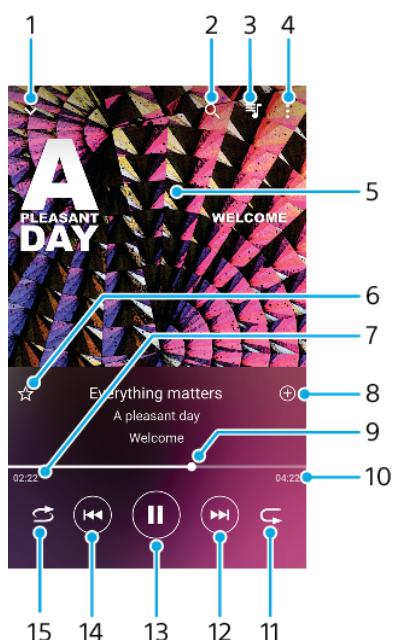 1 2 3 4
A
PLEASANT
DAY
WELCOME
5
6
7
Everything matters
8
A pleasant day
9
Welcome
02:22 04:22
10
15 14 13 12 11